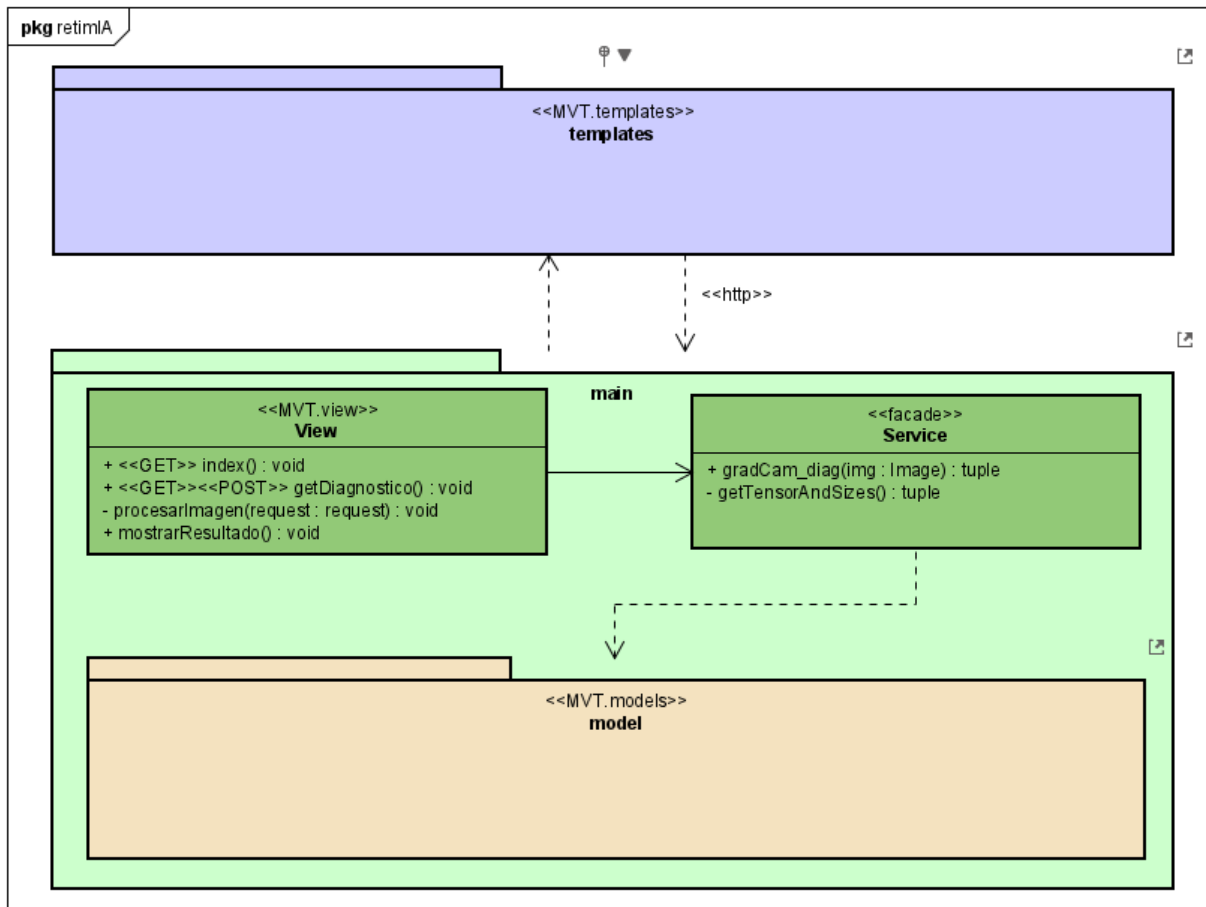 pkg retimIA
<<MVT.templates>>
templates
<<http>>
main
<<MVT.view>>
View
+ <<GET>> index() : void
+ <<GET>><<POST>> getDiagnostico() : void
- procesarImagen(request : request) : void
+ mostrarResultado() : void
<<facade>>
Service
+ gradCam_diag(img : Image) : tuple
- getTensorAndSizes() : tuple
<<MVT.models>>
model